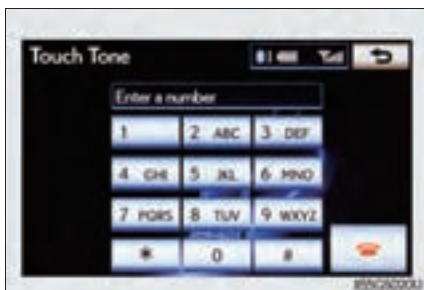 Touch Tone
Enter a number
1
2 ABC
3 DEF
4 GHI
5 JKL
6 MNO
7 PQRS
8 TUV
9 WXYZ
*
0
#